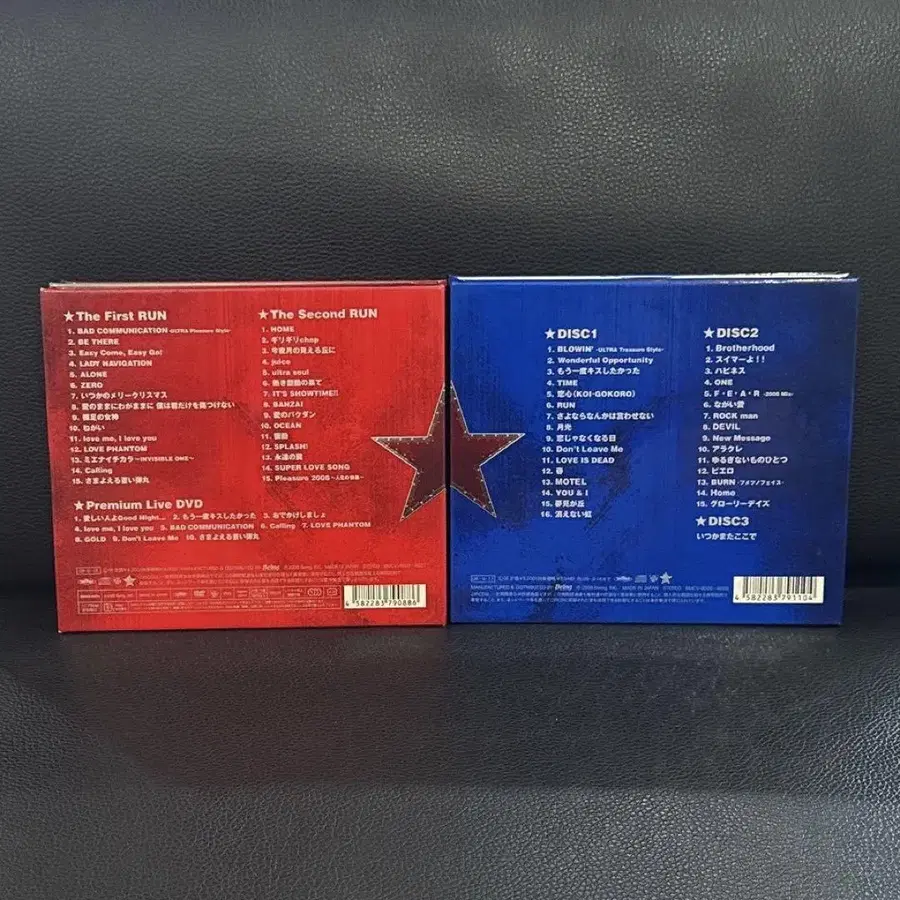 ★The First RUN
1. BAD COMMUNICATION -ULTRA Pleasure Style-
2. BE THERE
3. Easy Come, Easy Go!
4. LADY NAVIGATION
5. ALONE
6. ZERO
7. いつかのメリークリスマス
8. 愛のままにわがままに 僕は君だけを傷つけない
9. 裸足の女神
10. ねがい
11. love me, I love you
12. LOVE PHANTOM
13. ミエナイチカラ ～INVISIBLE ONE～
14. Calling
15. さまよえる蒼い弾丸
★The Second RUN
1. HOME
2. ギリギリchop
3. 今夜月の見える丘に
4. juice
5. ultra soul
6. 熱き鼓動の果て
7. IT'S SHOWTIME!!
8. BANZAI
9. 愛のバクダン
10. OCEAN
11. 衝動
12. SPLASH!
13. 永遠の翼
14. SUPER LOVE SONG
15. Pleasure 2008 ～人生の快楽～
★Premium Live DVD
1. 愛しい人よGood Night... 2. もう一度キスしたかった 3. おでかけしましょ
4. love me, I love you 5. BAD COMMUNICATION 6. Calling 7. LOVE PHANTOM
8. GOLD 9. Don't Leave Me 10. さまよえる蒼い弾丸
4 582283 790886
★DISC1
1. BLOWIN' -ULTRA Treasure Style-
2. Wonderful Opportunity
3. もう一度キスしたかった
4. TIME
5. 恋心(KOI-GOKORO)
6. RUN
7. さよならなんかは言わせない
8. 月光
9. 恋じゃなくなる日
10. Don't Leave Me
11. LOVE IS DEAD
12. 春
13. MOTEL
14. YOU & I
15. 夢見が丘
16. 消えない虹
★DISC2
1. Brotherhood
2. スイマーよ!!
3. ハピネス
4. ONE
5. F・E・A・R -2008 Mix-
6. ながい愛
7. ROCK man
8. DEVIL
9. New Message
10. アラクレ
11. ゆるぎないものひとつ
12. ピエロ
13. BURN -フメツノフェイス-
14. Home
15. グローリーデイズ
★DISC3
いつかまたここで
4 582283 791104